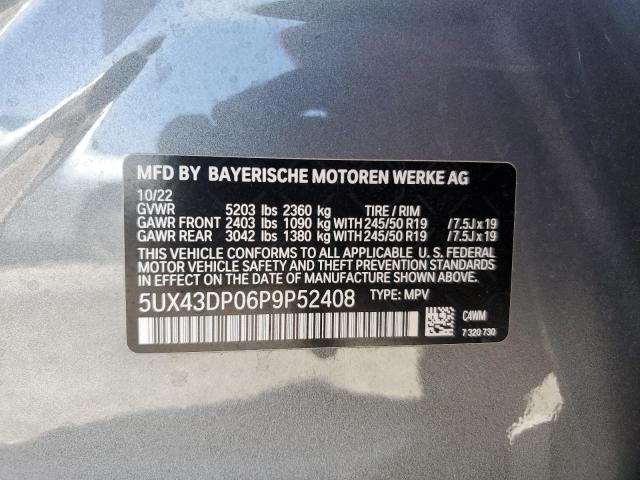 MFD BY BAYERISCHE MOTOREN WERKE AG
10/22
GVWR 5203 lbs 2360 kg TIRE / RIM
GAWR FRONT 2403 lbs 1090 kg WITH 245/50 R19 /7.5J x 19
GAWR REAR 3042 lbs 1380 kg WITH 245/50 R19 /7.5J x 19
THIS VEHICLE CONFORMS TO ALL APPLICABLE U. S. FEDERAL
MOTOR VEHICLE SAFETY AND THEFT PREVENTION STANDARDS
IN EFFECT ON THE DATE OF MANUFACTURE SHOWN ABOVE.
5UX43DP06P9P52408 TYPE: MPV
C4WM
7 320 730